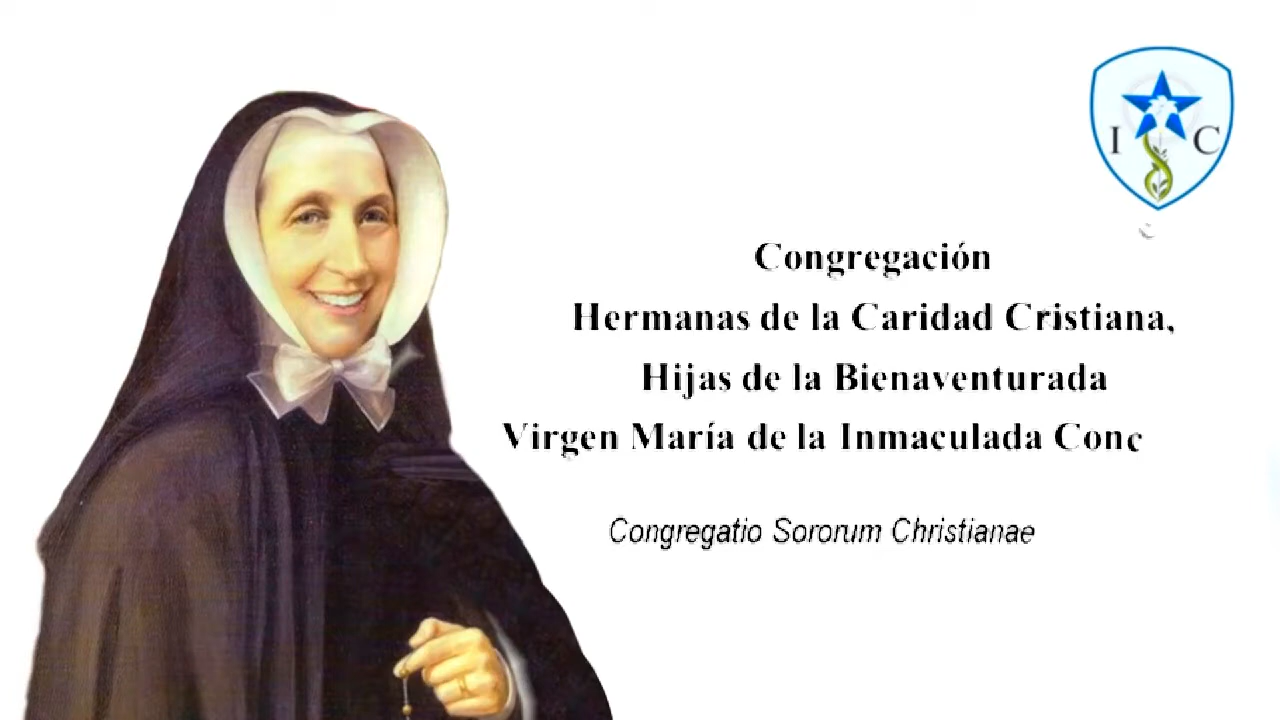 I C
Congregación
Hermanas de la Caridad Cristiana,
Hijas de la Bienaventurada
Virgen María de la Inmaculada Conc
Congregatio Sororum Christianae